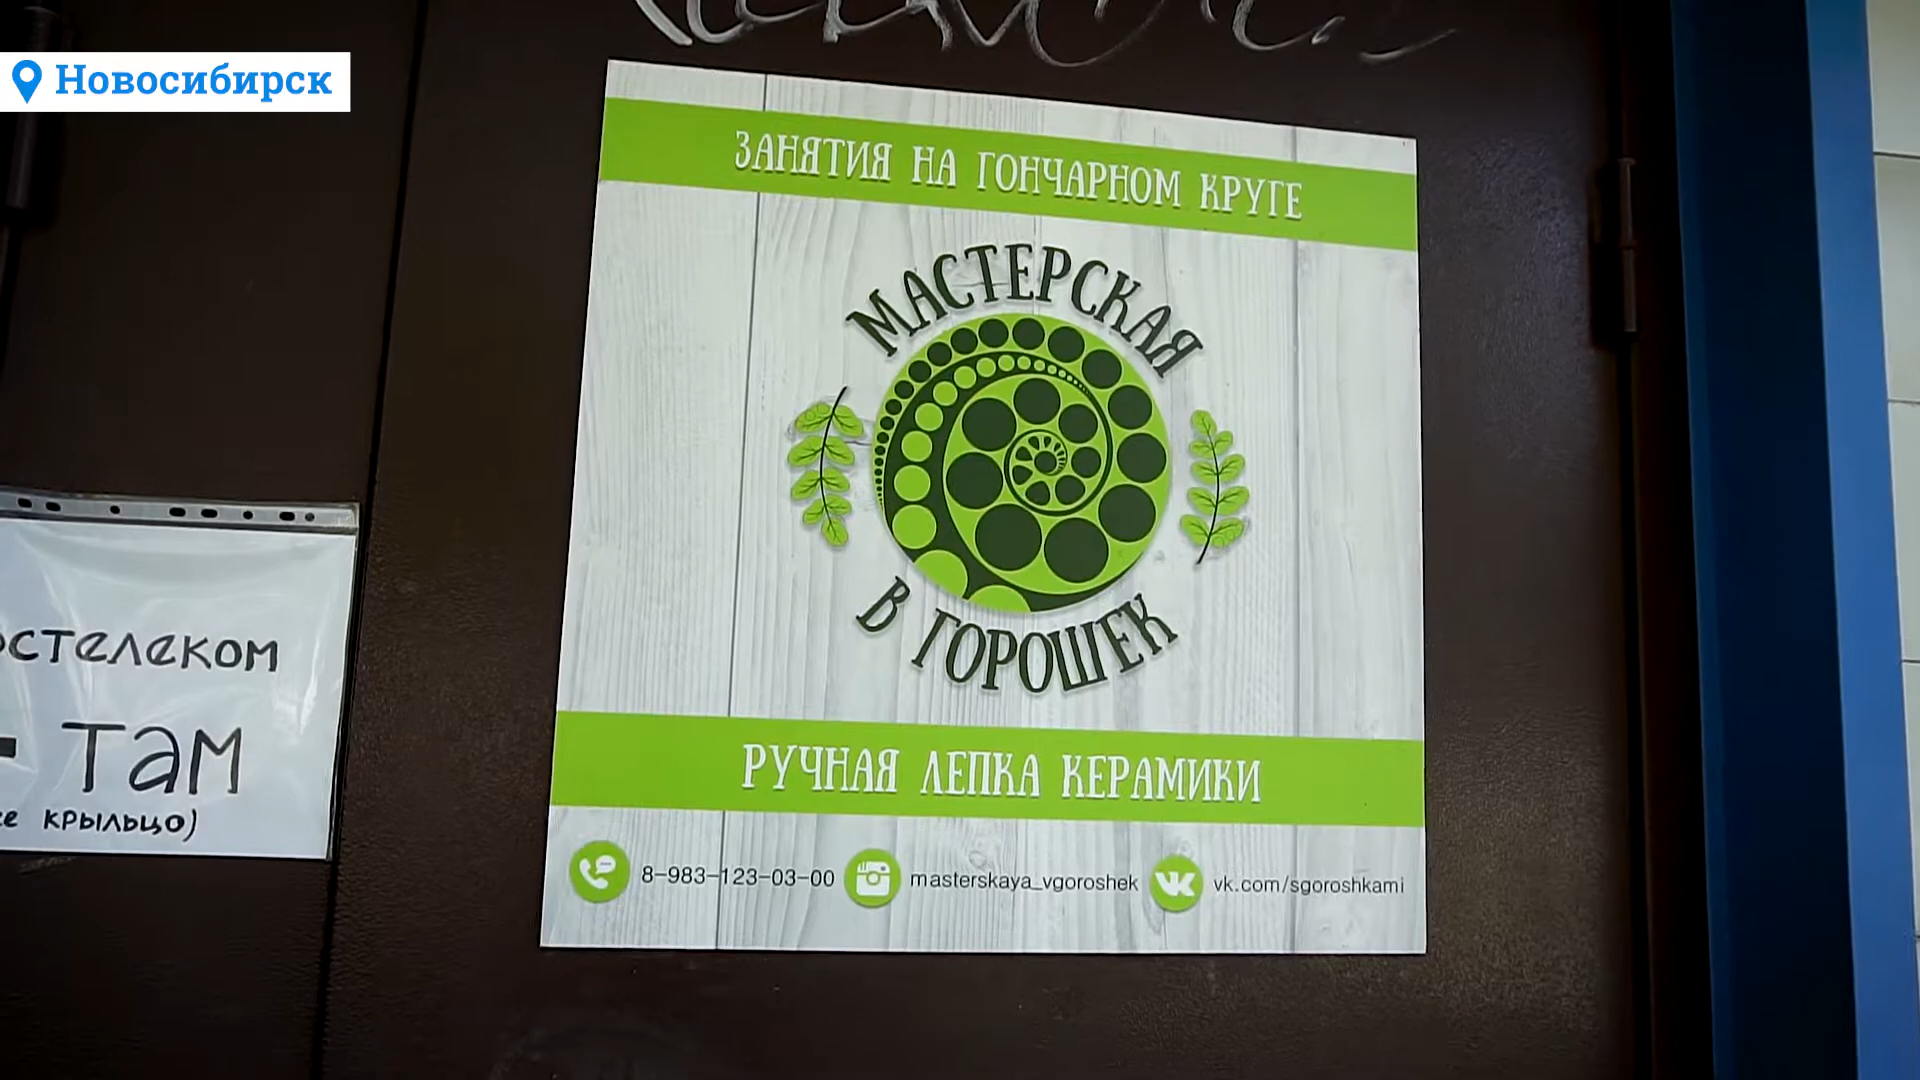 Новосибирск
ЗАНЯТИЯ НА ГОНЧАРНОМ КРУГЕ
МАСТЕРСКАЯ
В ГОРОШЕК
РУЧНАЯ ЛЕПКА КЕРАМИКИ
8-983-123-03-00 masterskaya_vgoroshek vk.com/sgoroshkami
остелеком
- там
крыльцо)